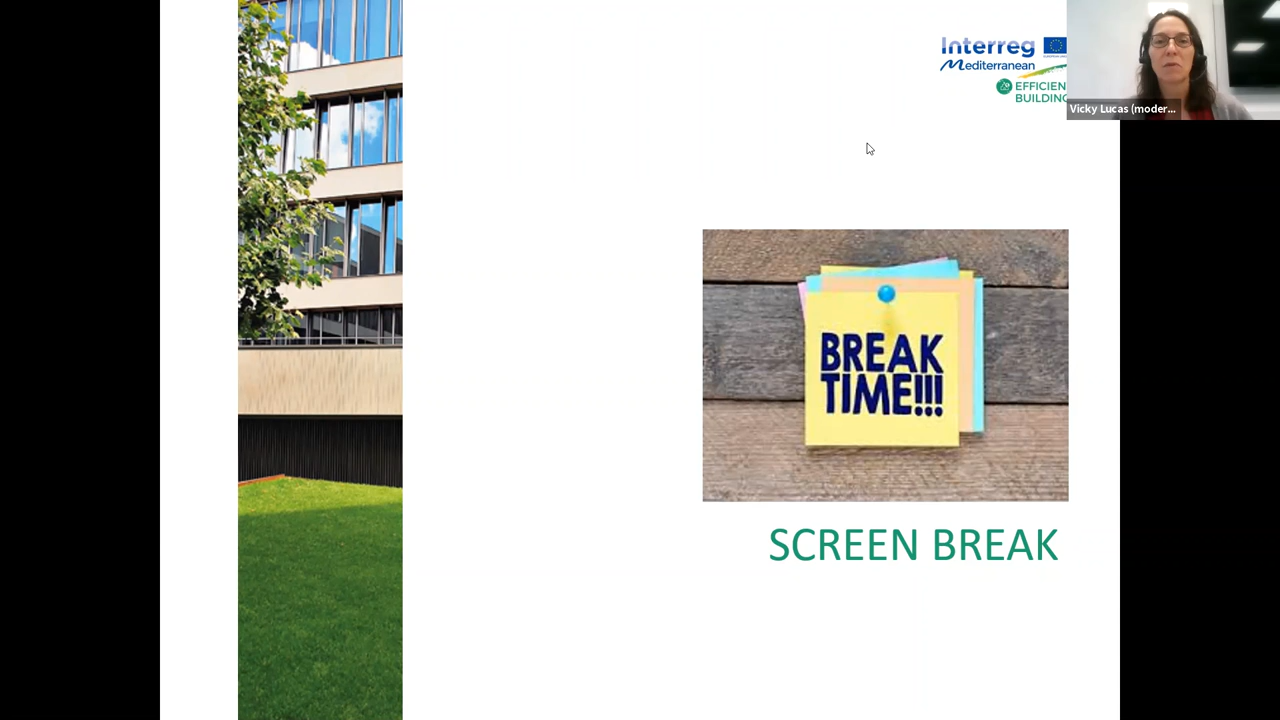 Interreg
Mediterranean
EFFICIEN
BUILDING
Vicky Lucas (moder...
BREAK
TIME!!!
SCREEN BREAK